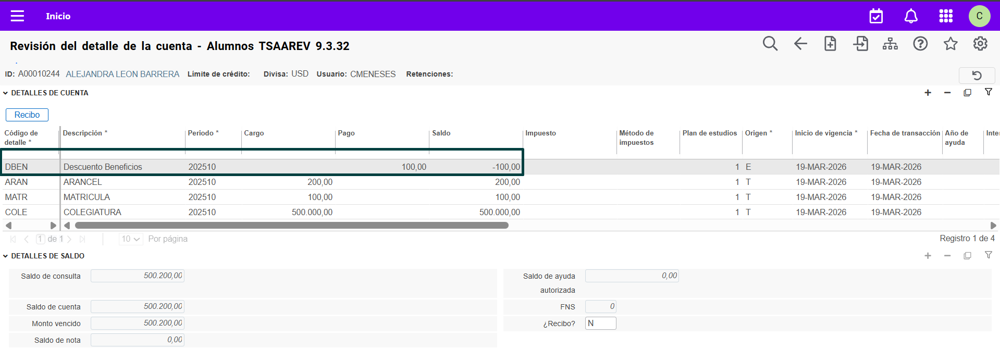 Inicio
C
Revisión del detalle de la cuenta - Alumnos TSAAREV 9.3.32
ID: A00010244 ALEJANDRA LEON BARRERA Límite de crédito: Divisa: USD Usuario: CMENESES Retenciones:
DETALLES DE CUENTA
Recibo
Código de detalle * Descripción * Periodo * Cargo Pago Saldo Impuesto Método de impuestos Plan de estudios Origen * Inicio de vigencia * Fecha de transacción Año de ayuda Inter
DBEN Descuento Beneficios 202510 100,00 -100,00 1 E 19-MAR-2026 19-MAR-2026
ARAN ARANCEL 202510 200,00 200,00 1 T 19-MAR-2026 19-MAR-2026
MATR MATRICULA 202510 100,00 100,00 1 T 19-MAR-2026 19-MAR-2026
COLE COLEGIATURA 202510 500.000,00 500.000,00 1 T 19-MAR-2026 19-MAR-2026
1 de 1 10 Por página Registro 1 de 4
DETALLES DE SALDO
Saldo de consulta 500.200,00 Saldo de ayuda autorizada 0,00
Saldo de cuenta 500.200,00 FNS 0
Monto vencido 500.200,00 ¿Recibo? N
Saldo de nota 0,00